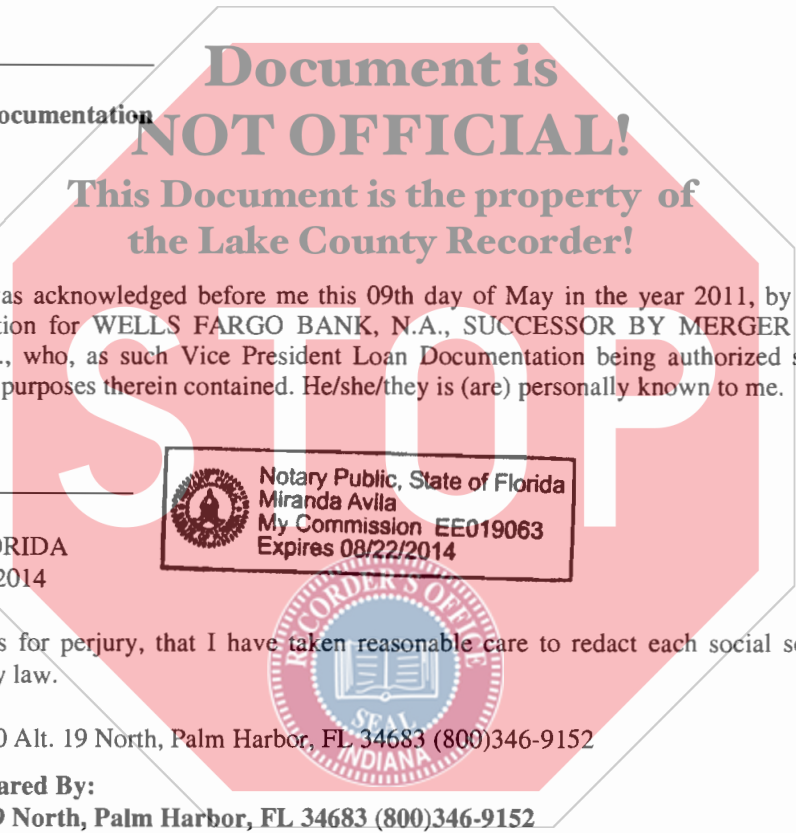 Document is
ocumentation
NOT OFFICIAL!
This Document is the property of
the Lake County Recorder!
as acknowledged before me this 09th day of May in the year 2011, by
tion for WELLS FARGO BANK, N.A., SUCCESSOR BY MERGER
., who, as such Vice President Loan Documentation being authorized s
purposes therein contained. He/she/they is (are) personally known to me.
STOP
Notary Public, State of Florida
Miranda Avila
My Commission EE019063
Expires 08/22/2014
ORIDA
2014
RECORDER'S OFFICE
s for perjury, that I have taken reasonable care to redact each social s
y law.
SEAL
0 Alt. 19 North, Palm Harbor, FL 34683 (800)346-9152
INDIANA
ared By:
9 North, Palm Harbor, FL 34683 (800)346-9152